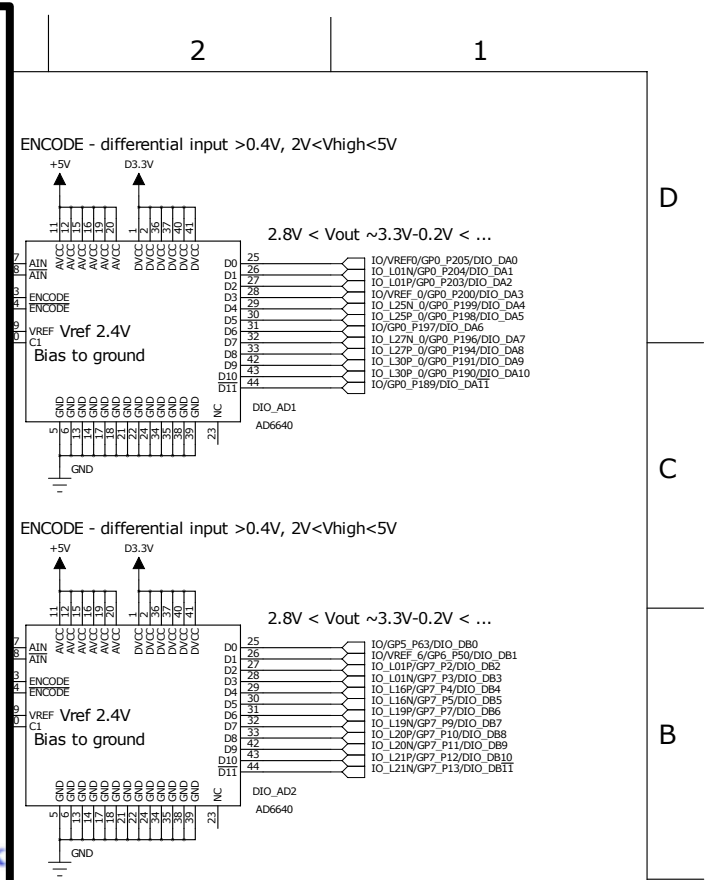 2 1
D
ENCODE - differential input >0.4V, 2V<Vhigh<5V
+5V D3.3V
11 12 15 16 19 20 1 2 36 37 40 41
AVCC AVCC AVCC AVCC AVCC AVCC DVCC DVCC DVCC DVCC DVCC DVCC
2.8V < Vout ~3.3V-0.2V < ...
7 AIN D0 25 IO/VREF0/GP0_P205/DIO_DA0
8 AIN D1 26 IO_L01N/GP0_P204/DIO_DA1
D2 27 IO_L01P/GP0_P203/DIO_DA2
3 ENCODE D3 28 IO/VREF_0/GP0_P200/DIO_DA3
4 ENCODE D4 29 IO_L25N_0/GP0_P199/DIO_DA4
D5 30 IO_L25P_0/GP0_P198/DIO_DA5
9 VREF Vref 2.4V D6 31 IO/GP0_P197/DIO_DA6
0 C1 D7 32 IO_L27N_0/GP0_P196/DIO_DA7
Bias to ground D8 33 IO_L27P_0/GP0_P194/DIO_DA8
D9 42 IO_L30P_0/GP0_P191/DIO_DA9
D10 43 IO_L30P_0/GP0_P190/DIO_DA10
D11 44 IO/GP0_P189/DIO_DA11
GND GND GND GND GND GND GND GND GND GND GND GND NC
5 6 13 14 17 18 21 22 24 34 35 38 39 23
DIO_AD1
AD6640
GND
C
ENCODE - differential input >0.4V, 2V<Vhigh<5V
+5V D3.3V
11 12 15 16 19 20 1 2 36 37 40 41
AVCC AVCC AVCC AVCC AVCC AVCC DVCC DVCC DVCC DVCC DVCC DVCC
2.8V < Vout ~3.3V-0.2V < ...
7 AIN D0 25 IO/GP5_P63/DIO_DB0
8 AIN D1 26 IO/VREF_6/GP6_P50/DIO_DB1
D2 27 IO_L01P/GP7_P2/DIO_DB2
3 ENCODE D3 28 IO_L01N/GP7_P3/DIO_DB3
4 ENCODE D4 29 IO_L16P/GP7_P4/DIO_DB4
D5 30 IO_L16N/GP7_P5/DIO_DB5
9 VREF Vref 2.4V D6 31 IO_L19P/GP7_P7/DIO_DB6
0 C1 D7 32 IO_L19N/GP7_P9/DIO_DB7
Bias to ground D8 33 IO_L20P/GP7_P10/DIO_DB8
D9 42 IO_L20N/GP7_P11/DIO_DB9
D10 43 IO_L21P/GP7_P12/DIO_DB10
D11 44 IO_L21N/GP7_P13/DIO_DB11
B
GND GND GND GND GND GND GND GND GND GND GND GND GND NC
5 6 13 14 17 18 21 22 24 34 35 38 39 23
DIO_AD2
AD6640
GND